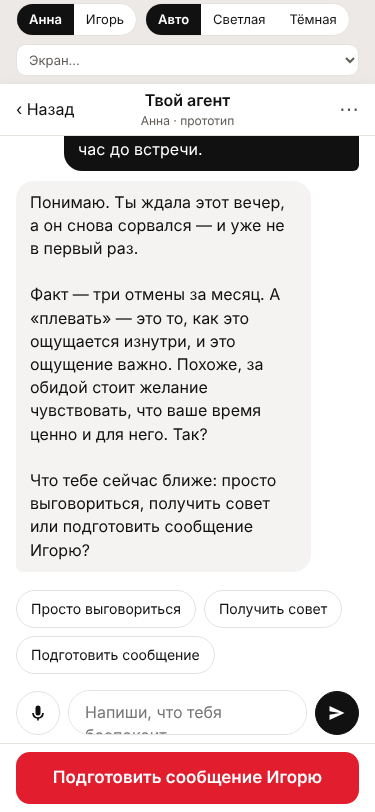 Анна Игорь Авто Светлая Тёмная
Экран...
‹ Назад
Твой агент
Анна · прототип
час до встречи.
Понимаю. Ты ждала этот вечер,
а он снова сорвался — и уже не
в первый раз.
Факт — три отмены за месяц. А
«плевать» — это то, как это
ощущается изнутри, и это
ощущение важно. Похоже, за
обидой стоит желание
чувствовать, что ваше время
ценно и для него. Так?
Что тебе сейчас ближе: просто
выговориться, получить совет
или подготовить сообщение
Игорю?
Просто выговориться Получить совет
Подготовить сообщение
Напиши, что тебя
Подготовить сообщение Игорю